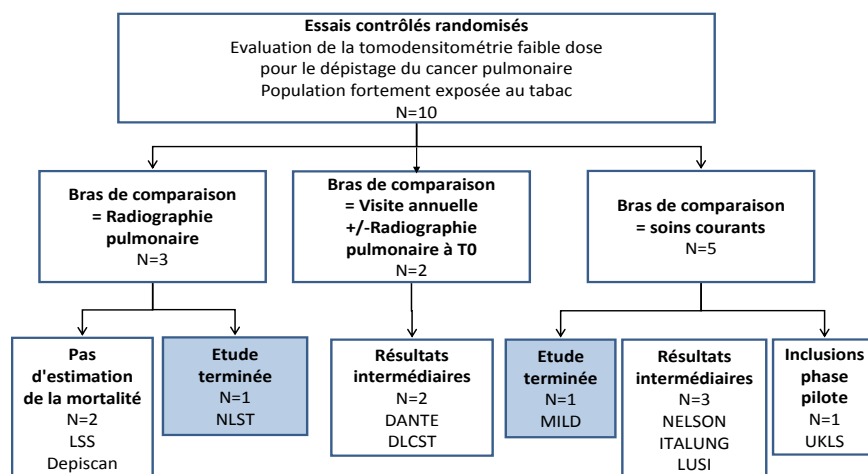 Essais contrôlés randomisés
Evaluation de la tomodensitométrie faible dose
pour le dépistage du cancer pulmonaire
Population fortement exposée au tabac
N=10
Bras de comparaison
= Radiographie
pulmonaire
N=3
Bras de comparaison
= Visite annuelle
+/-Radiographie
pulmonaire à T0
N=2
Bras de comparaison
= soins courants
N=5
Pas
d'estimation
de la mortalité
N=2
LSS
Depiscan
Etude
terminée
N=1
NLST
Résultats
intermédiaires
N=2
DANTE
DLCST
Etude
terminée
N=1
MILD
Résultats
intermédiaires
N=3
NELSON
ITALUNG
LUSI
Inclusions
phase
pilote
N=1
UKLS